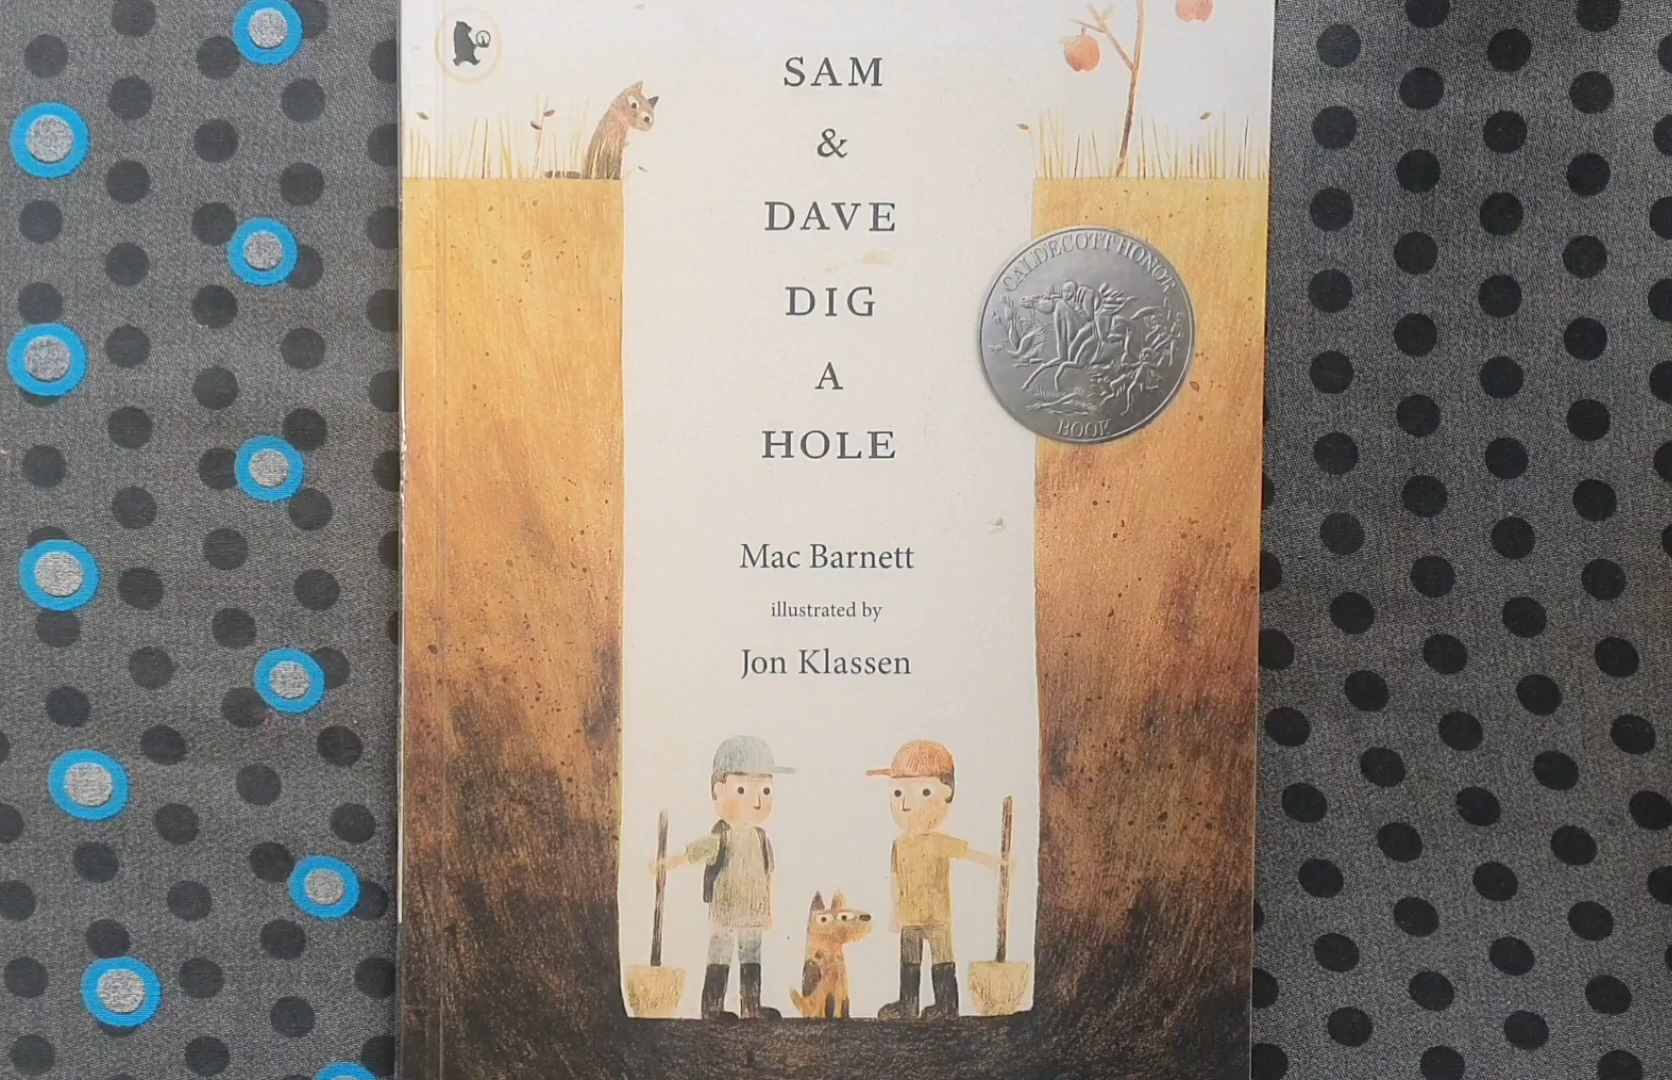 SAM
&
DAVE
DIG
A
HOLE
CALDECOTT HONOR
BOOK
Mac Barnett
illustrated by
Jon Klassen